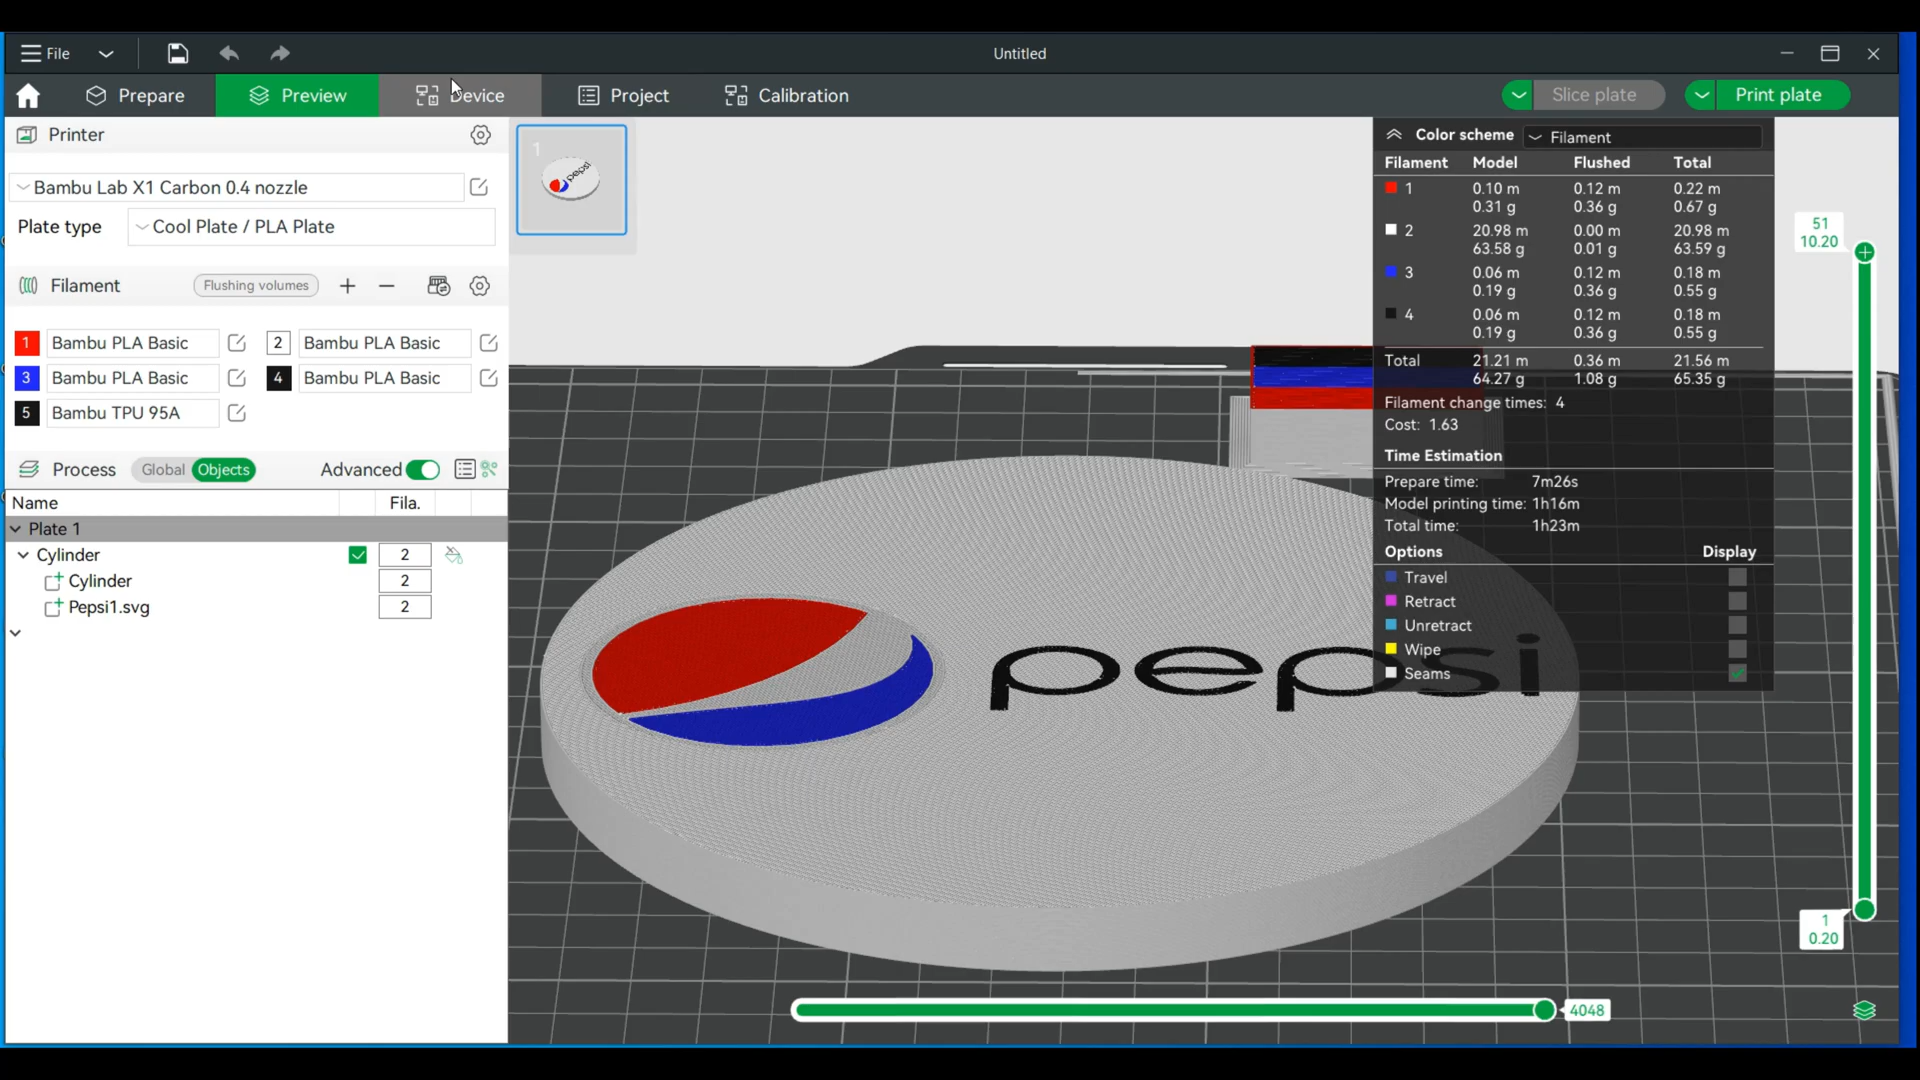 File
Untitled
Prepare
Preview
Device
Project
Calibration
Slice plate
Print plate
Printer
Bambu Lab X1 Carbon 0.4 nozzle
Plate type
Cool Plate / PLA Plate
Filament
Flushing volumes
1 Bambu PLA Basic
2 Bambu PLA Basic
3 Bambu PLA Basic
4 Bambu PLA Basic
5 Bambu TPU 95A
Process
Global
Objects
Advanced
Name Fila.
Plate 1
Cylinder 2
Cylinder 2
Pepsi1.svg 2
1
pepsi
pepsi
Color scheme Filament
Filament Model Flushed Total
1 0.10 m 0.12 m 0.22 m
0.31 g 0.36 g 0.67 g
2 20.98 m 0.00 m 20.98 m
63.58 g 0.01 g 63.59 g
3 0.06 m 0.12 m 0.18 m
0.19 g 0.36 g 0.55 g
4 0.06 m 0.12 m 0.18 m
0.19 g 0.36 g 0.55 g
Total 21.21 m 0.36 m 21.56 m
64.27 g 1.08 g 65.35 g
Filament change times: 4
Cost: 1.63
Time Estimation
Prepare time: 7m26s
Model printing time: 1h16m
Total time: 1h23m
Options Display
Travel
Retract
Unretract
Wipe
Seams
51
10.20
1
0.20
4048